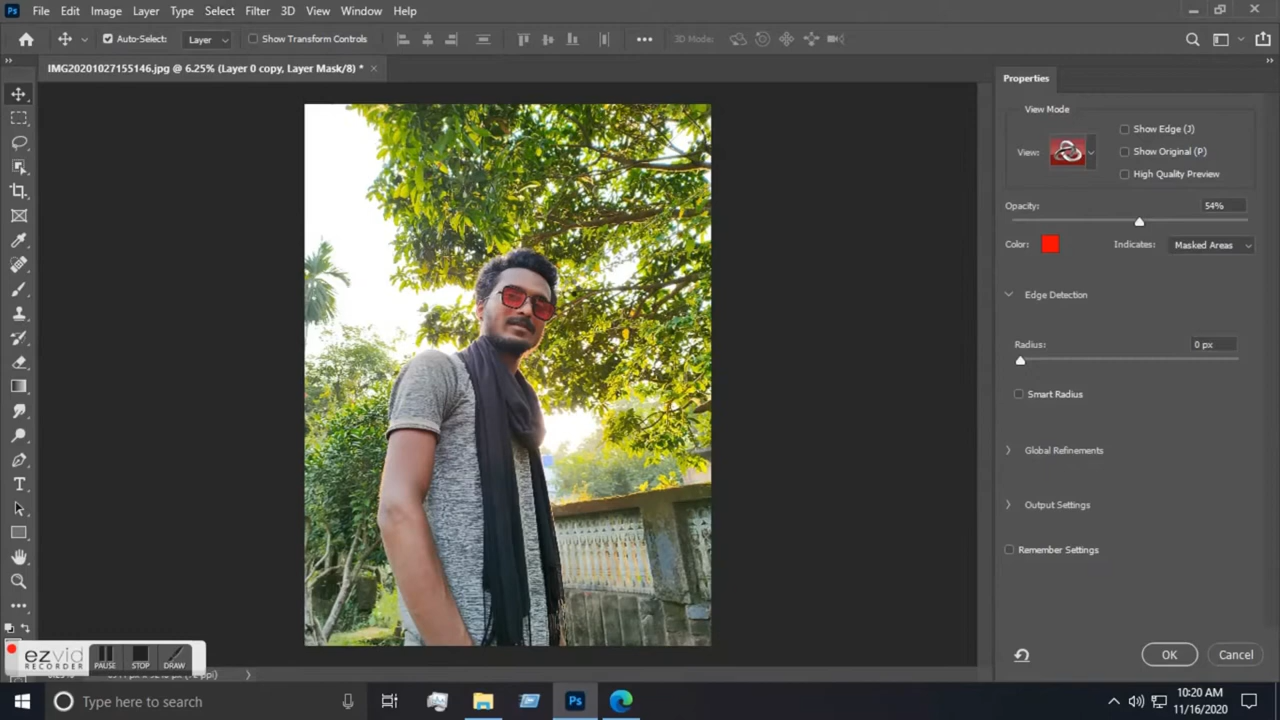 Ps File Edit Image Layer Type Select Filter 3D View Window Help
Auto-Select: Layer Show Transform Controls 3D Mode:
IMG20201027155146.jpg @ 6.25% (Layer 0 copy, Layer Mask/8) *
Properties
View Mode
Show Edge (J)
View: Show Original (P)
High Quality Preview
Opacity: 54%
Color: Indicates: Masked Areas
Edge Detection
Radius: 0 px
Smart Radius
Global Refinements
Output Settings
Remember Settings
OK Cancel
ezvid
RECORDER PAUSE STOP DRAW
Type here to search
Ps
10:20 AM
11/16/2020